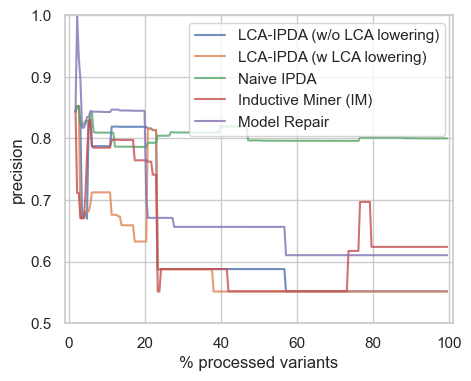 1.0
0.9
0.8
0.7
0.6
0.5
precision
LCA-IPDA (w/o LCA lowering)
LCA-IPDA (w LCA lowering)
Naive IPDA
Inductive Miner (IM)
Model Repair
0 20 40 60 80 100
% processed variants